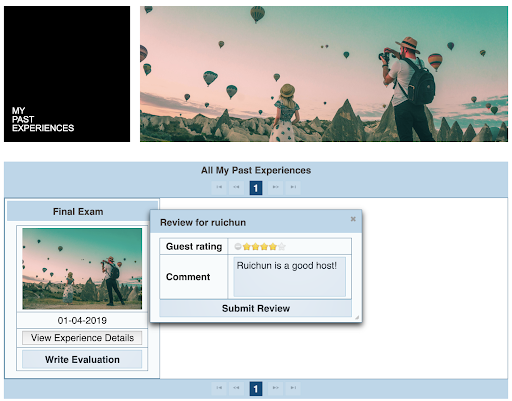 MY
PAST
EXPERIENCES
All My Past Experiences
1
Final Exam
01-04-2019
View Experience Details
Write Evaluation
Review for ruichun
Guest rating
Comment
Ruichun is a good host!
Submit Review
1